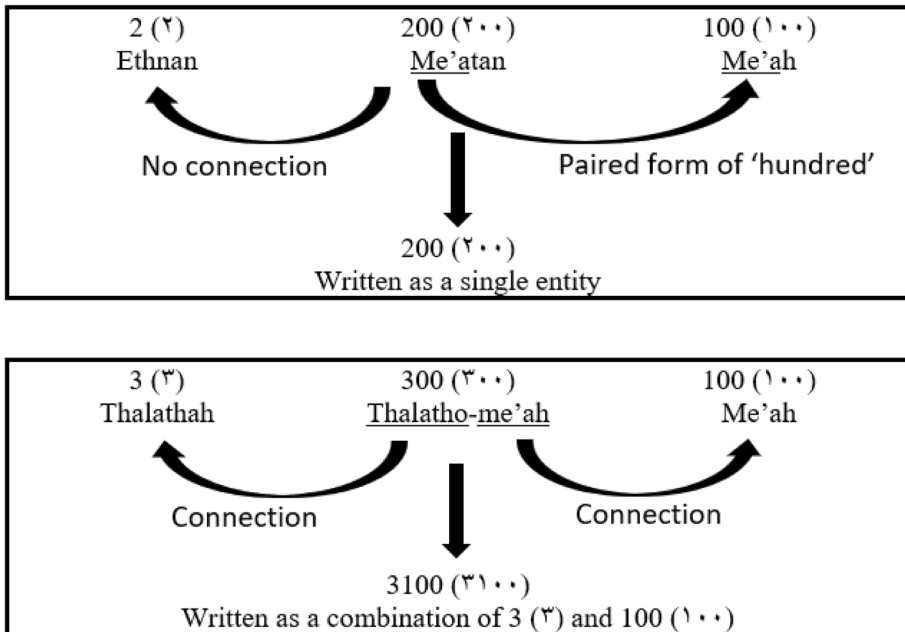 2 (٢) 200 (٢٠٠) 100 (١٠٠)
Ethnan Me’atan Me’ah
No connection Paired form of ‘hundred’
200 (٢٠٠)
Written as a single entity
3 (٣) 300 (٣٠٠) 100 (١٠٠)
Thalathah Thalatho-me’ah Me’ah
Connection Connection
3100 (٣١٠٠)
Written as a combination of 3 (٣) and 100 (١٠٠)